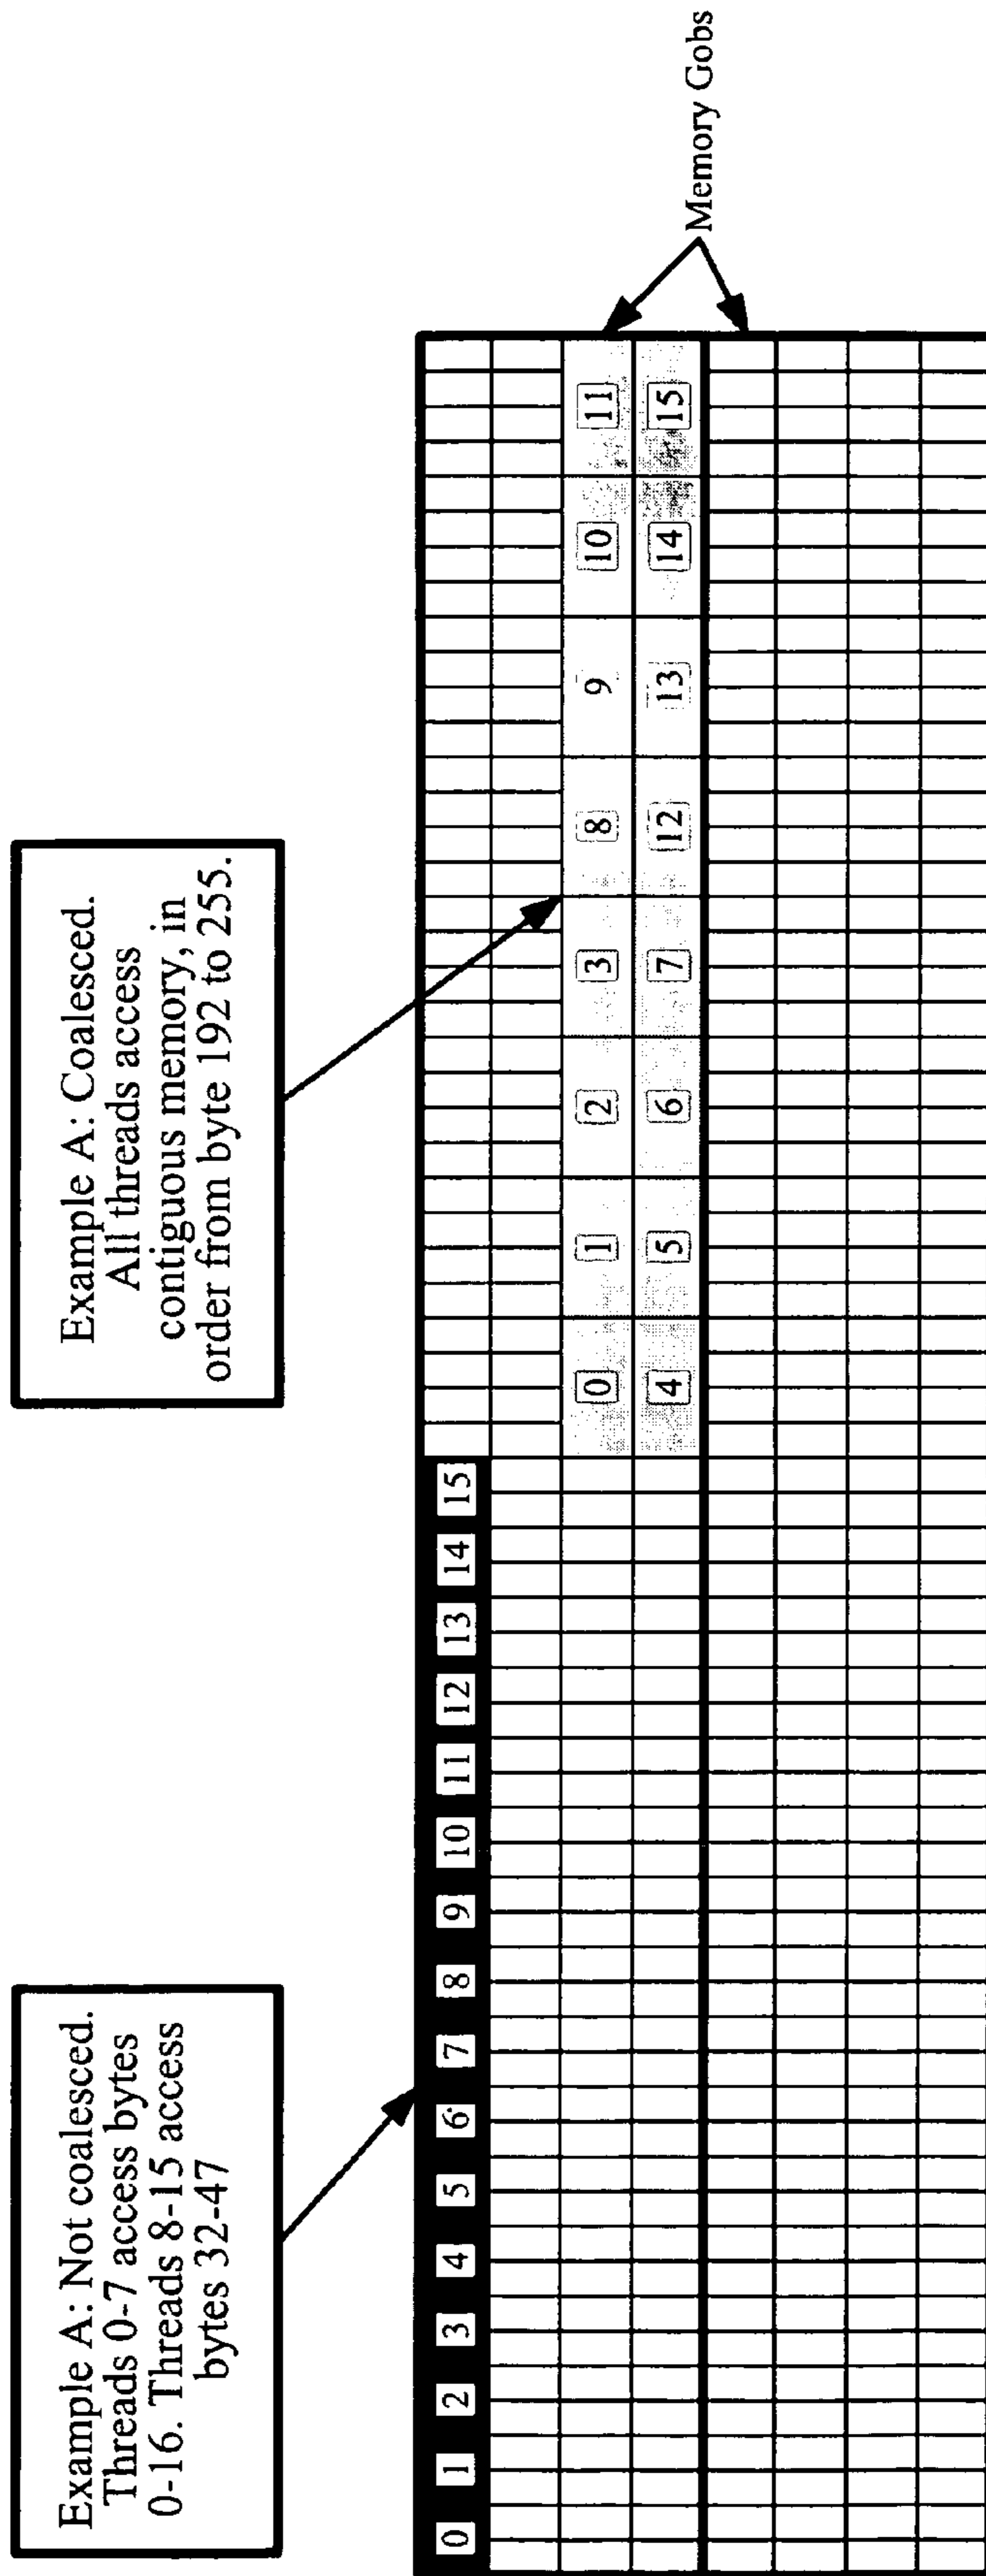 Example A: Not coalesced.
Threads 0-7 access bytes
0-16. Threads 8-15 access
bytes 32-47
Example A: Coalesced.
All threads access
contiguous memory, in
order from byte 192 to 255.
0 1 2 3 4 5 6 7 8 9 10 11 12 13 14 15
0 1 2 3 8 9 10 11
4 5 6 7 12 13 14 15
Memory Gobs